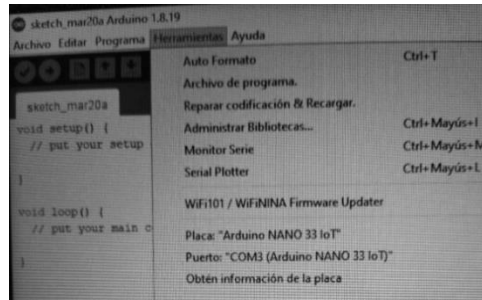 sketch_mar20a Arduino 1.8.19
Archivo Editar Programa Herramientas Ayuda
sketch_mar20a
void setup() {
// put your setup
}
void loop() {
// put your main c
}
Auto Formato Ctrl+T
Archivo de programa.
Reparar codificación & Recargar.
Administrar Bibliotecas... Ctrl+Mayús+I
Monitor Serie Ctrl+Mayús+M
Serial Plotter Ctrl+Mayús+L
WiFi101 / WiFiNINA Firmware Updater
Placa: "Arduino NANO 33 IoT"
Puerto: "COM3 (Arduino NANO 33 IoT)"
Obtén información de la placa